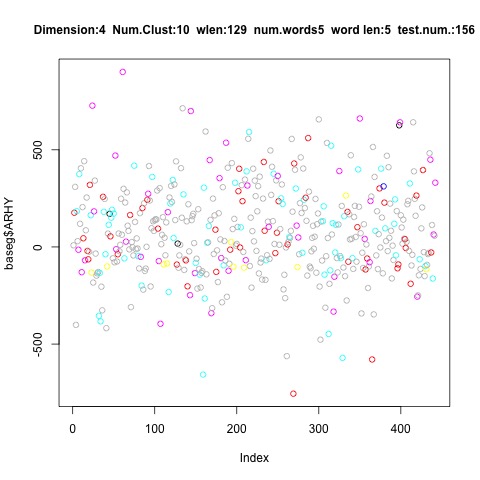 Dimension:4 Num.Clust:10 wlen:129 num.words5 word len:5 test.num.:156
baseg$ARHY
500
0
-500
0 100 200 300 400
Index